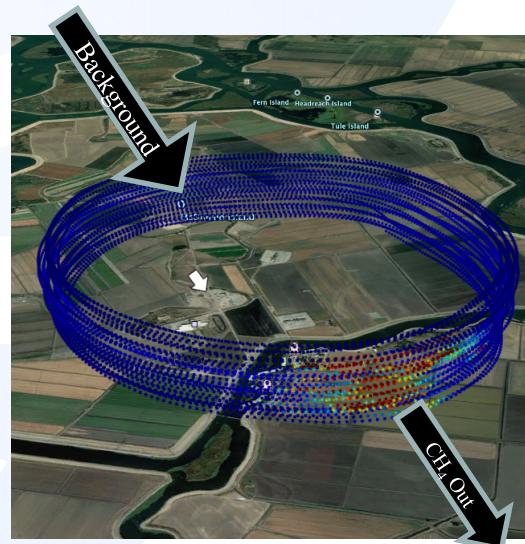 Background
Fern Island
Headreach Island
Tule Island
CH₄ Out